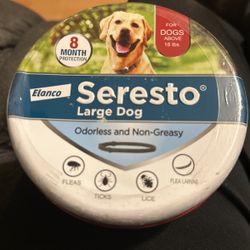 8
MONTH
PROTECTION
FOR
DOGS
ABOVE
18 lbs
Elanco
Seresto®
Large Dog
Odorless and Non-Greasy
FLEAS
TICKS
LICE
FLEA LARVAE